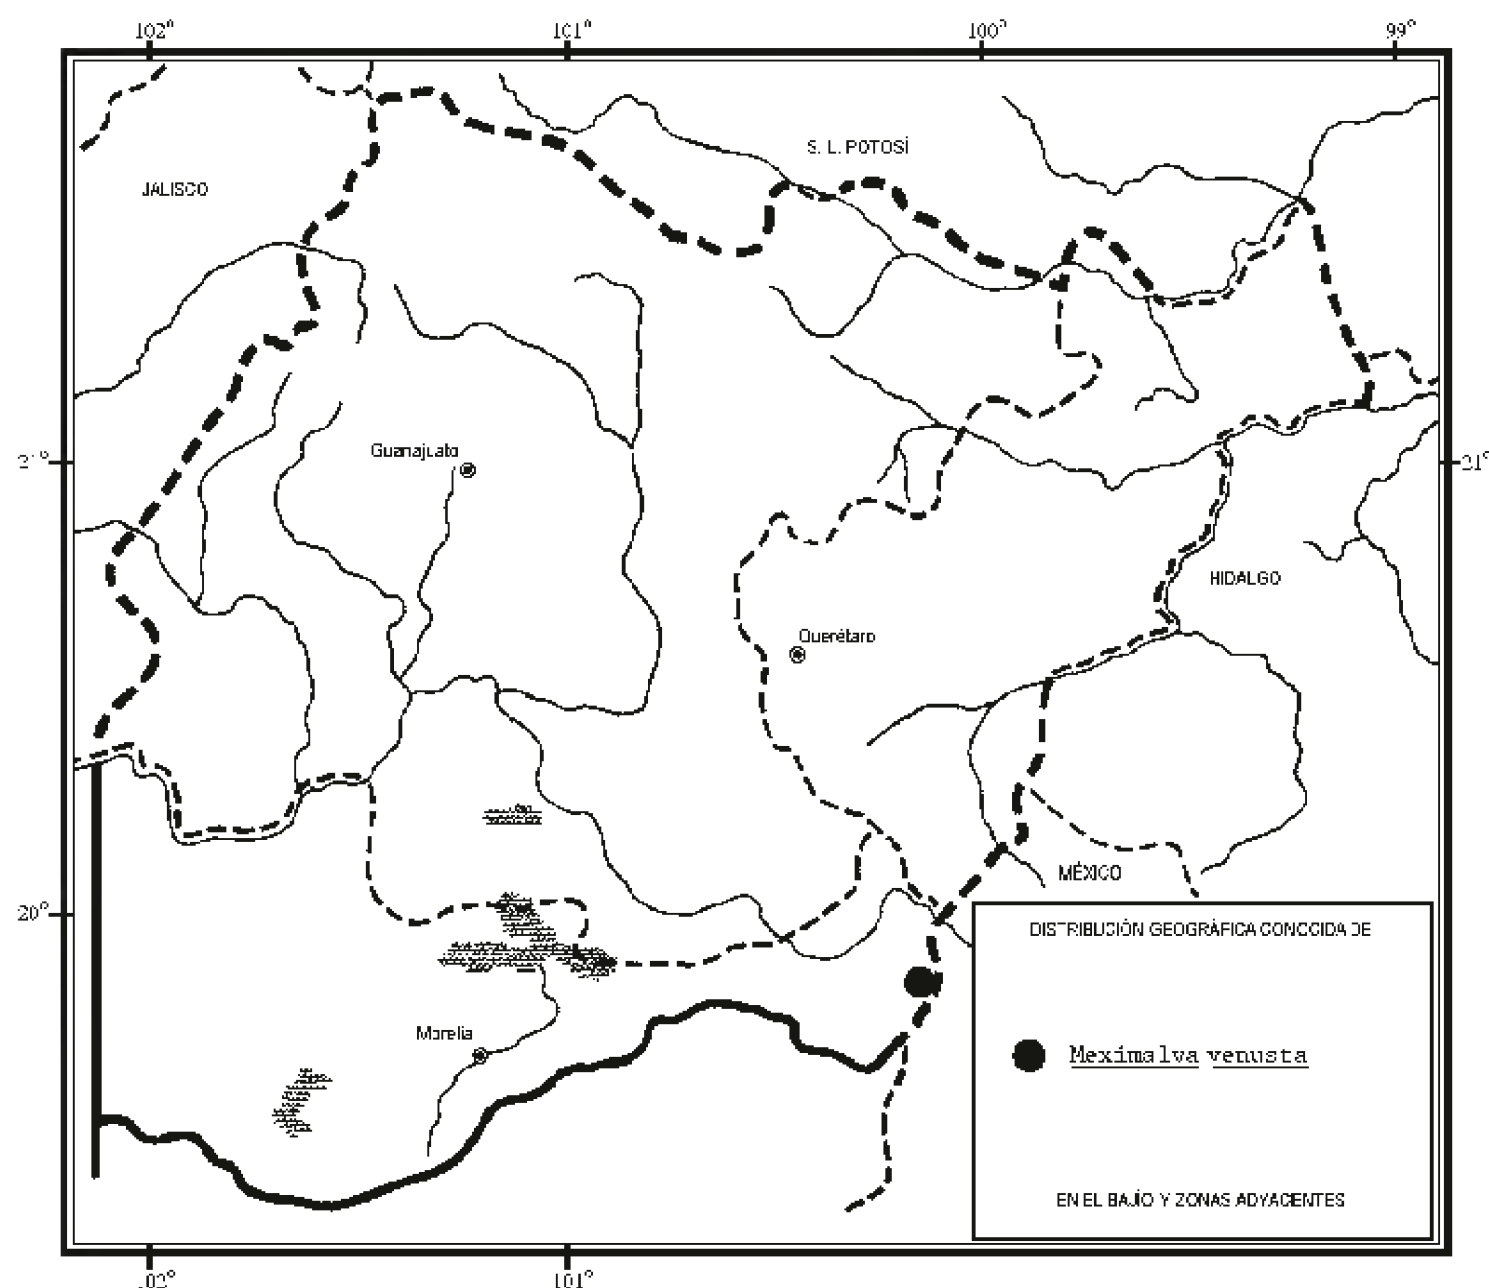 102° 101° 100° 99°
S. L. POTOSÍ
JALISCO
Guanajuato
21° 21°
HIDALGO
Querétaro
MÉXICO
20°
DISTRIBUCIÓN GEOGRÁFICA CONOCIDA DE
Morelia
Meximalva venusta
EN EL BAJÍO Y ZONAS ADYACENTES
102° 101°